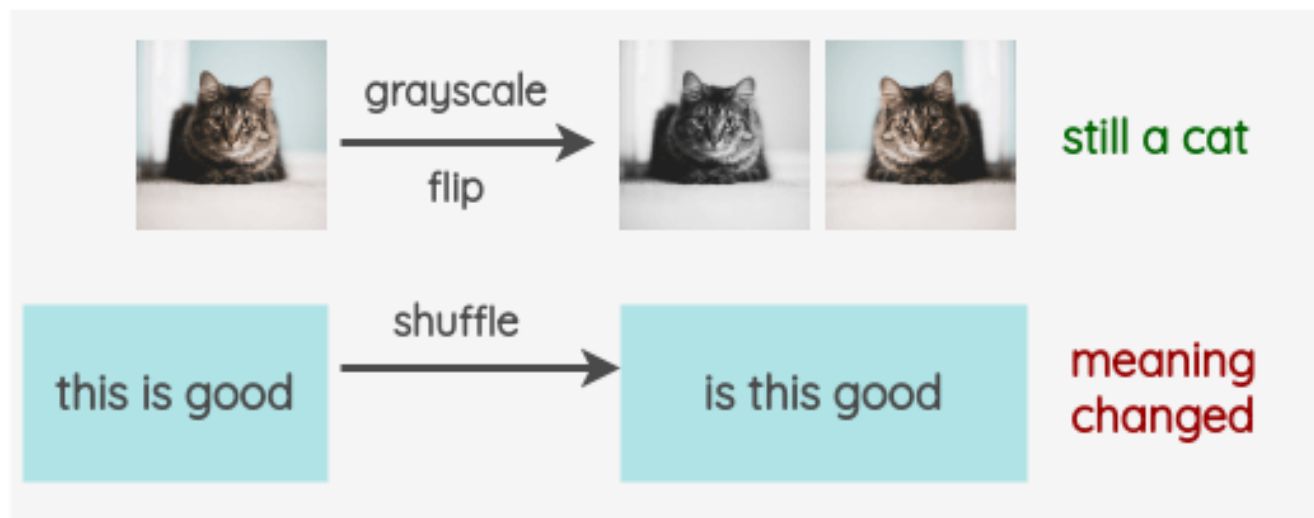 grayscale
flip
still a cat
shuffle
this is good
is this good
meaning
changed